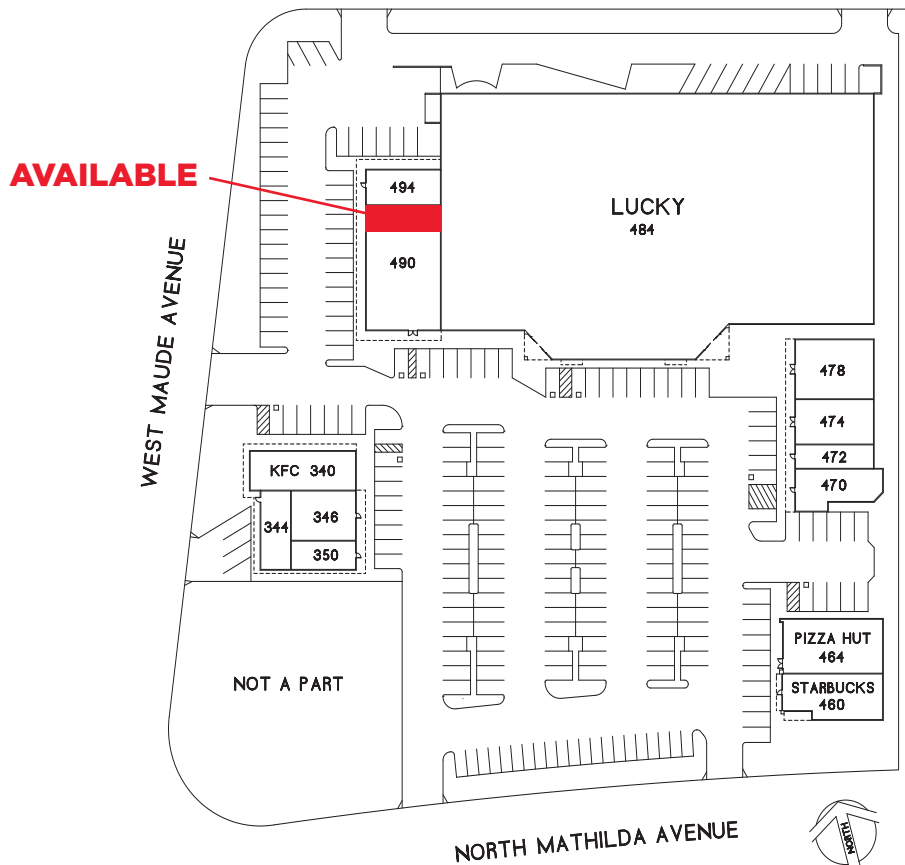 AVAILABLE
494
490
LUCKY
484
WEST MAUDE AVENUE
478
474
472
470
KFC 340
344
346
350
NOT A PART
PIZZA HUT
464
STARBUCKS
460
NORTH MATHILDA AVENUE
NORTH